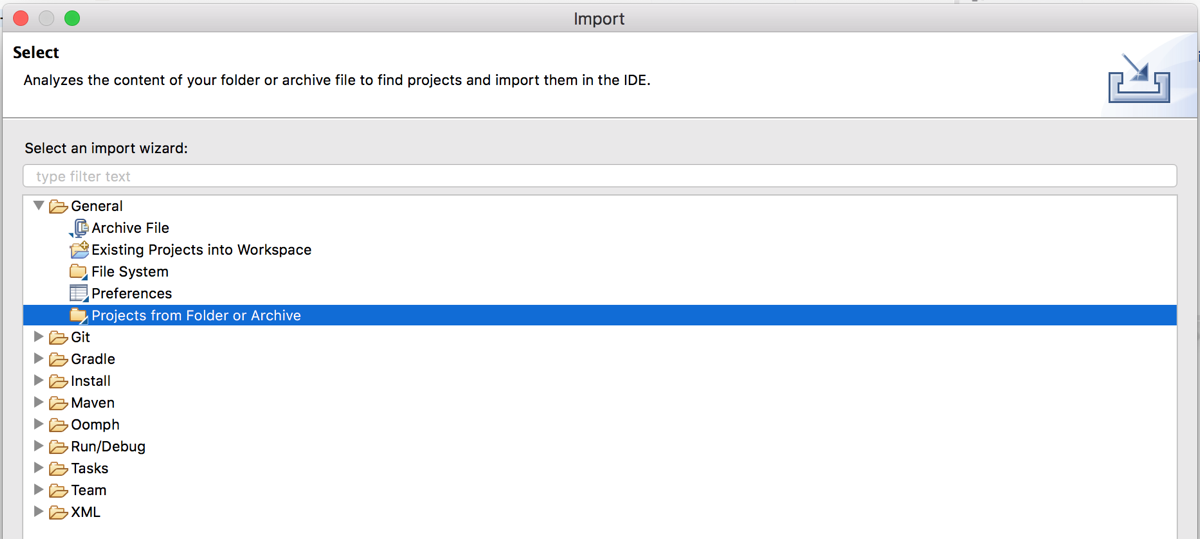 Import
Select
Analyzes the content of your folder or archive file to find projects and import them in the IDE.
Select an import wizard:
type filter text
General
Archive File
Existing Projects into Workspace
File System
Preferences
Projects from Folder or Archive
Git
Gradle
Install
Maven
Oomph
Run/Debug
Tasks
Team
XML